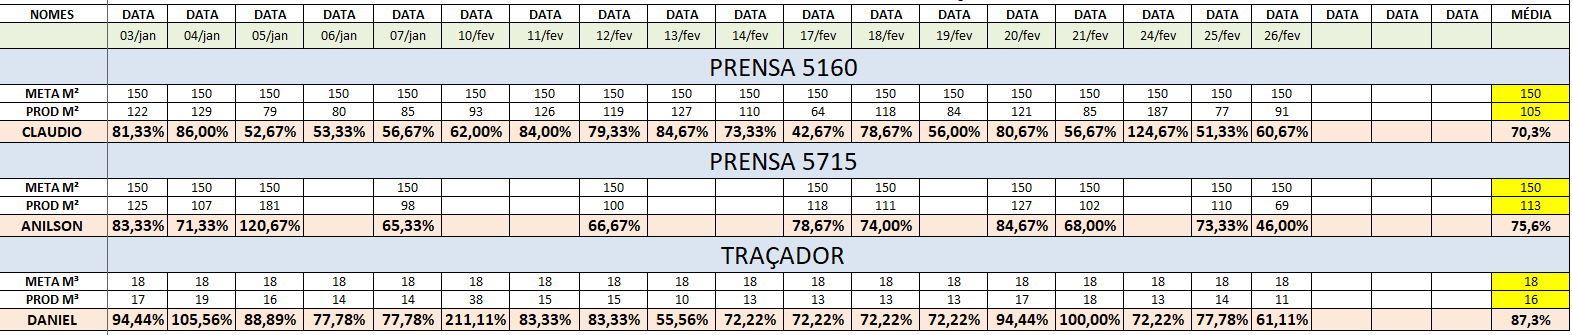 NOMES DATA DATA DATA DATA DATA DATA DATA DATA DATA DATA DATA DATA DATA DATA DATA DATA DATA DATA DATA DATA DATA MÉDIA
03/jan 04/jan 05/jan 06/jan 07/jan 10/fev 11/fev 12/fev 13/fev 14/fev 17/fev 18/fev 19/fev 20/fev 21/fev 24/fev 25/fev 26/fev
PRENSA 5160
META M² 150 150 150 150 150 150 150 150 150 150 150 150 150 150 150 150 150 150 150
PROD M² 122 129 79 80 85 93 126 119 127 110 64 118 84 121 85 187 77 91 105
CLAUDIO 81,33% 86,00% 52,67% 53,33% 56,67% 62,00% 84,00% 79,33% 84,67% 73,33% 42,67% 78,67% 56,00% 80,67% 56,67% 124,67% 51,33% 60,67% 70,3%
PRENSA 5715
META M² 150 150 150 150 150 150 150 150 150 150 150 150
PROD M² 125 107 181 98 100 118 111 127 102 110 69 113
ANILSON 83,33% 71,33% 120,67% 65,33% 66,67% 78,67% 74,00% 84,67% 68,00% 73,33% 46,00% 75,6%
TRAÇADOR
META M³ 18 18 18 18 18 18 18 18 18 18 18 18 18 18 18 18 18 18 18
PROD M³ 17 19 16 14 14 38 15 15 10 13 13 13 13 17 18 13 14 11 16
DANIEL 94,44% 105,56% 88,89% 77,78% 77,78% 211,11% 83,33% 83,33% 55,56% 72,22% 72,22% 72,22% 72,22% 94,44% 100,00% 72,22% 77,78% 61,11% 87,3%